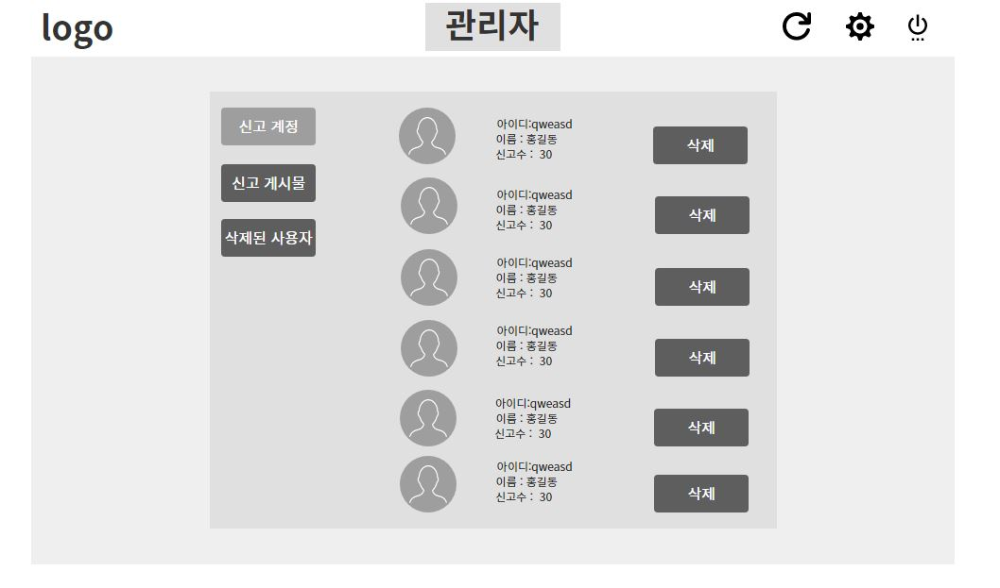 logo
관리자
신고 계정
신고 게시물
삭제된 사용자
아이디:qweasd
이름 : 홍길동
신고수 : 30
삭제
아이디:qweasd
이름 : 홍길동
신고수 : 30
삭제
아이디:qweasd
이름 : 홍길동
신고수 : 30
삭제
아이디:qweasd
이름 : 홍길동
신고수 : 30
삭제
아이디:qweasd
이름 : 홍길동
신고수 : 30
삭제
아이디:qweasd
이름 : 홍길동
신고수 : 30
삭제